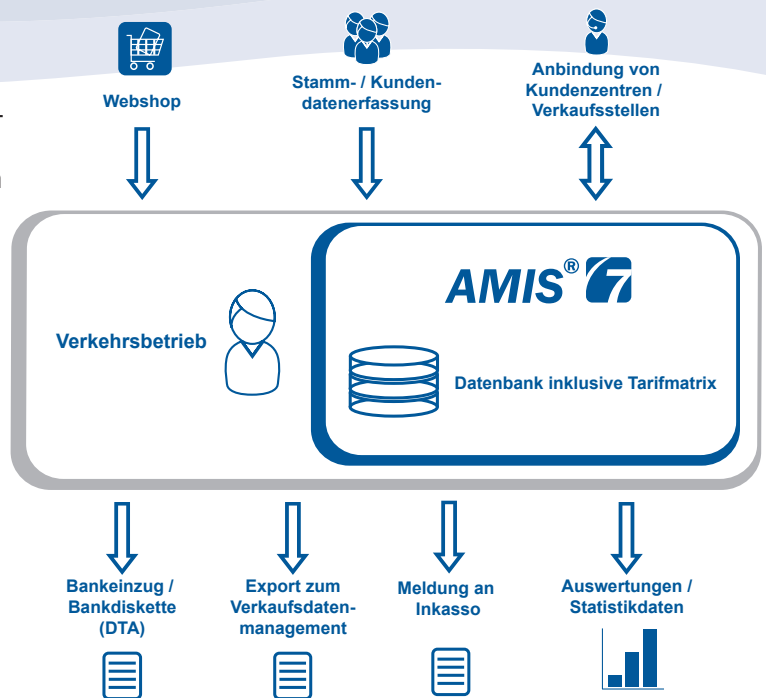 Webshop
Stamm- / Kunden-
datenerfassung
Anbindung von
Kundenzentren /
Verkaufsstellen
AMIS® 7
Verkehrsbetrieb
Datenbank inklusive Tarifmatrix
Bankeinzug /
Bankdiskette
(DTA)
Export zum
Verkaufsdaten-
management
Meldung an
Inkasso
Auswertungen /
Statistikdaten